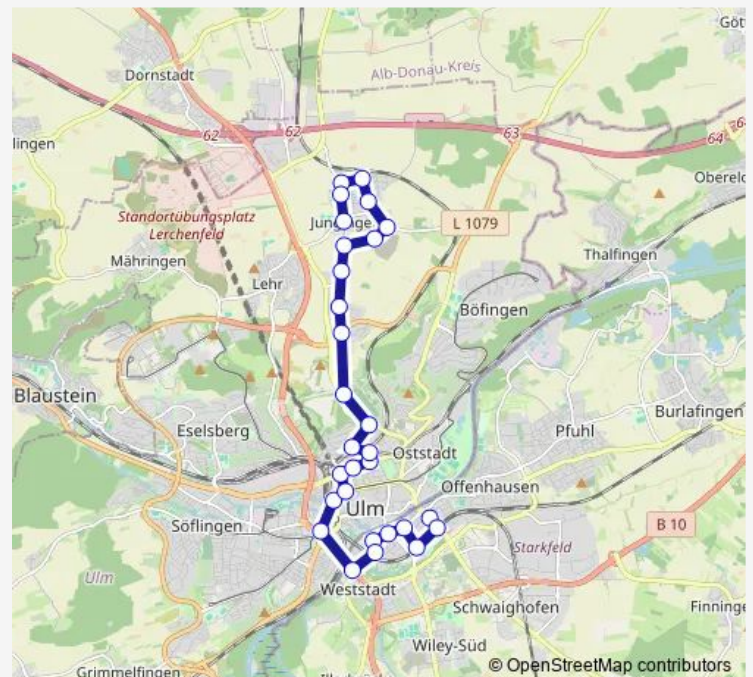 Göt
Dornstadt
Alb-Donau-Kreis
62
62
63
64
lingen
Standortübungsplatz
Lerchenfeld
L 1079
Mähringen
Thalfingen
Lehr
Böfingen
Blaustein
Eselsberg
Burlafingen
Pfuhl
Oststadt
Offenhausen
Ulm
Söflingen
B 10
Starkfeld
Ulm
Weststadt
Schwaighofen
Finninge
Wiley-Süd
Grimmelfingen
© OpenStreetMap contributors